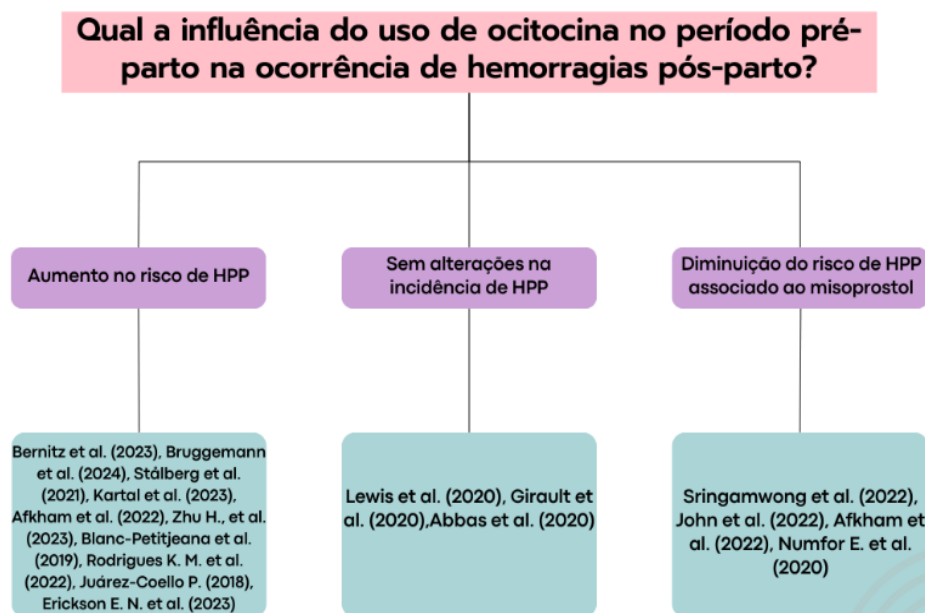 Qual a influência do uso de ocitocina no período pré-
parto na ocorrência de hemorragias pós-parto?
Aumento no risco de HPP
Sem alterações na
incidência de HPP
Diminuição do risco de HPP
associado ao misoprostol
Bernitz et al. (2023), Bruggemann
et al. (2024), Stálberg et al.
(2021), Kartal et al. (2023),
Afkham et al. (2022), Zhu H., et al.
(2023), Blanc-Petitjeana et al.
(2019), Rodrigues K. M. et al.
(2022), Juárez-Coello P. (2018),
Erickson E. N. et al. (2023)
Lewis et al. (2020), Girault et
al. (2020),Abbas et al. (2020)
Sringamwong et al. (2022),
John et al. (2022), Afkham et
al. (2022), Numfor E. et al.
(2020)